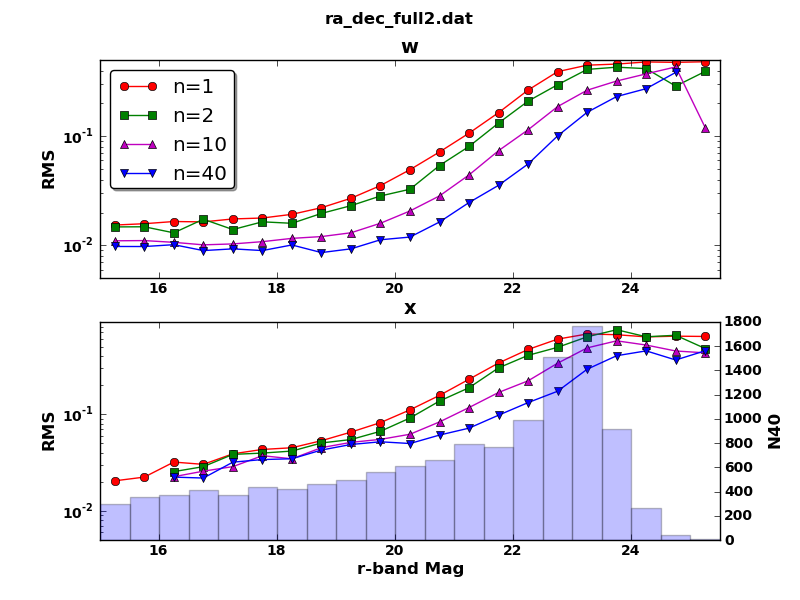 ra_dec_full2.dat
w
RMS
10^-1
10^-2
n=1
n=2
n=10
n=40
16 18 20 22 24
x
RMS
10^-1
10^-2
1800
1600
1400
1200
1000
800
600
400
200
0
N40
16 18 20 22 24
r-band Mag